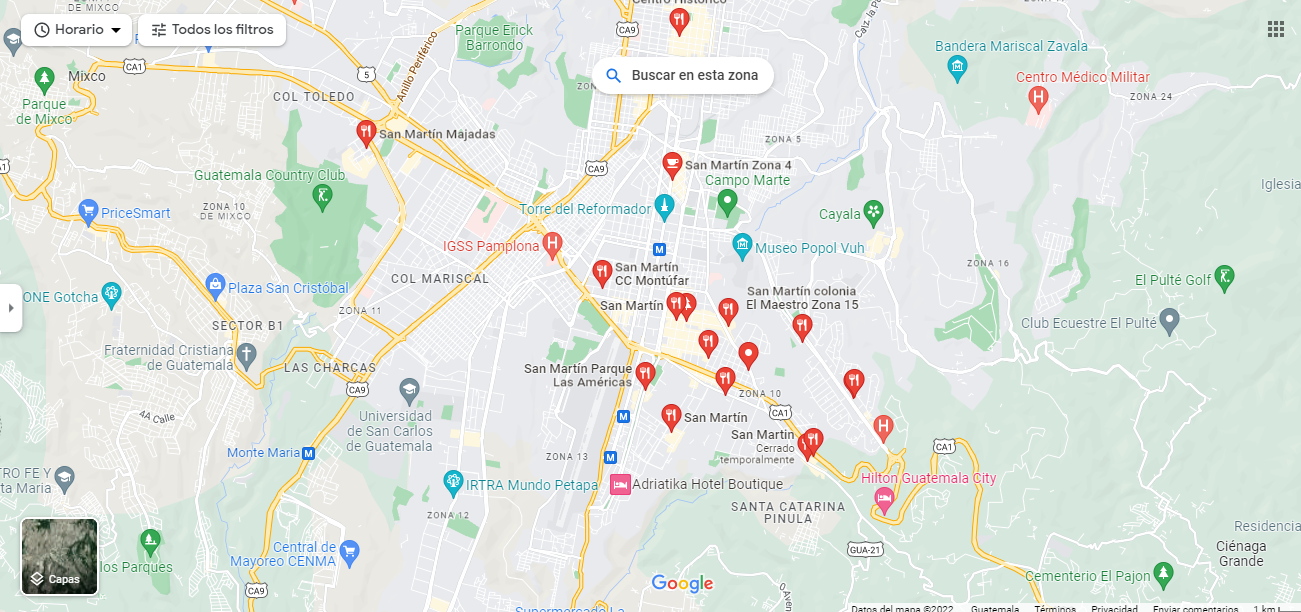 DE MIXCO
Centro Histórico
Horario
Todos los filtros
Parque Erick
Barrondo
CA9
Calz. la Paz
Bandera Mariscal Zavala
Mixco
CA1
5
Anillo Periférico
Buscar en esta zona
Centro Médico Militar
COL TOLEDO
ZONA 24
Parque
de Mixco
San Martín Majadas
ZONA 5
San Martín Zona 4
Campo Marte
CA9
Guatemala Country Club
Iglesia
ZONA 10
DE MIXCO
PriceSmart
Torre del Reformador
Cayala
IGSS Pamplona
M
Museo Popol Vuh
ZONA 16
COL MARISCAL
San Martín
CC Montúfar
El Pulté Golf
ONE Gotcha
Plaza San Cristóbal
San Martín colonia
El Maestro Zona 15
San Martín
ZONA 11
SECTOR B1
Club Ecuestre El Pulté
Fraternidad Cristiana
de Guatemala
LAS CHARCAS
San Martín Parque
Las Américas
CA9
ZONA 10
CA1
4A Calle
Universidad
de San Carlos
de Guatemala
M
San Martín
San Martin
Cerrado
temporalmente
CA1
Monte Maria
M
ZONA 13
M
TRO FE Y
ta Maria
IRTRA Mundo Petapa
Adriatika Hotel Boutique
Hilton Guatemala City
ZONA 12
SANTA CATARINA
PINULA
Residencia
Central de
Mayoreo CENMA
GUA-21
Ciénaga
Grande
los Parques
Capas
CA9
Google
Cementerio El Pajon
Supermercado La
Datos del mapa ©2022
Guatemala
Términos
Privacidad
Enviar comentarios
1 km